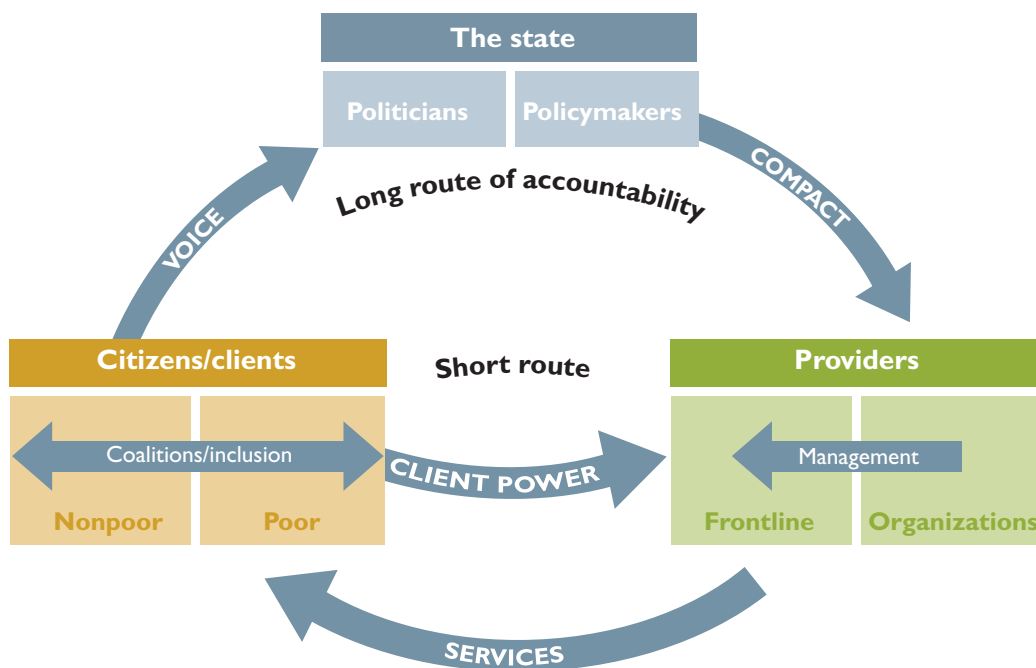 The state
Politicians
Policymakers
Long route of accountability
VOICE
COMPACT
Citizens/clients
Short route
Providers
Coalitions/inclusion
CLIENT POWER
Management
Nonpoor
Poor
Frontline
Organizations
SERVICES